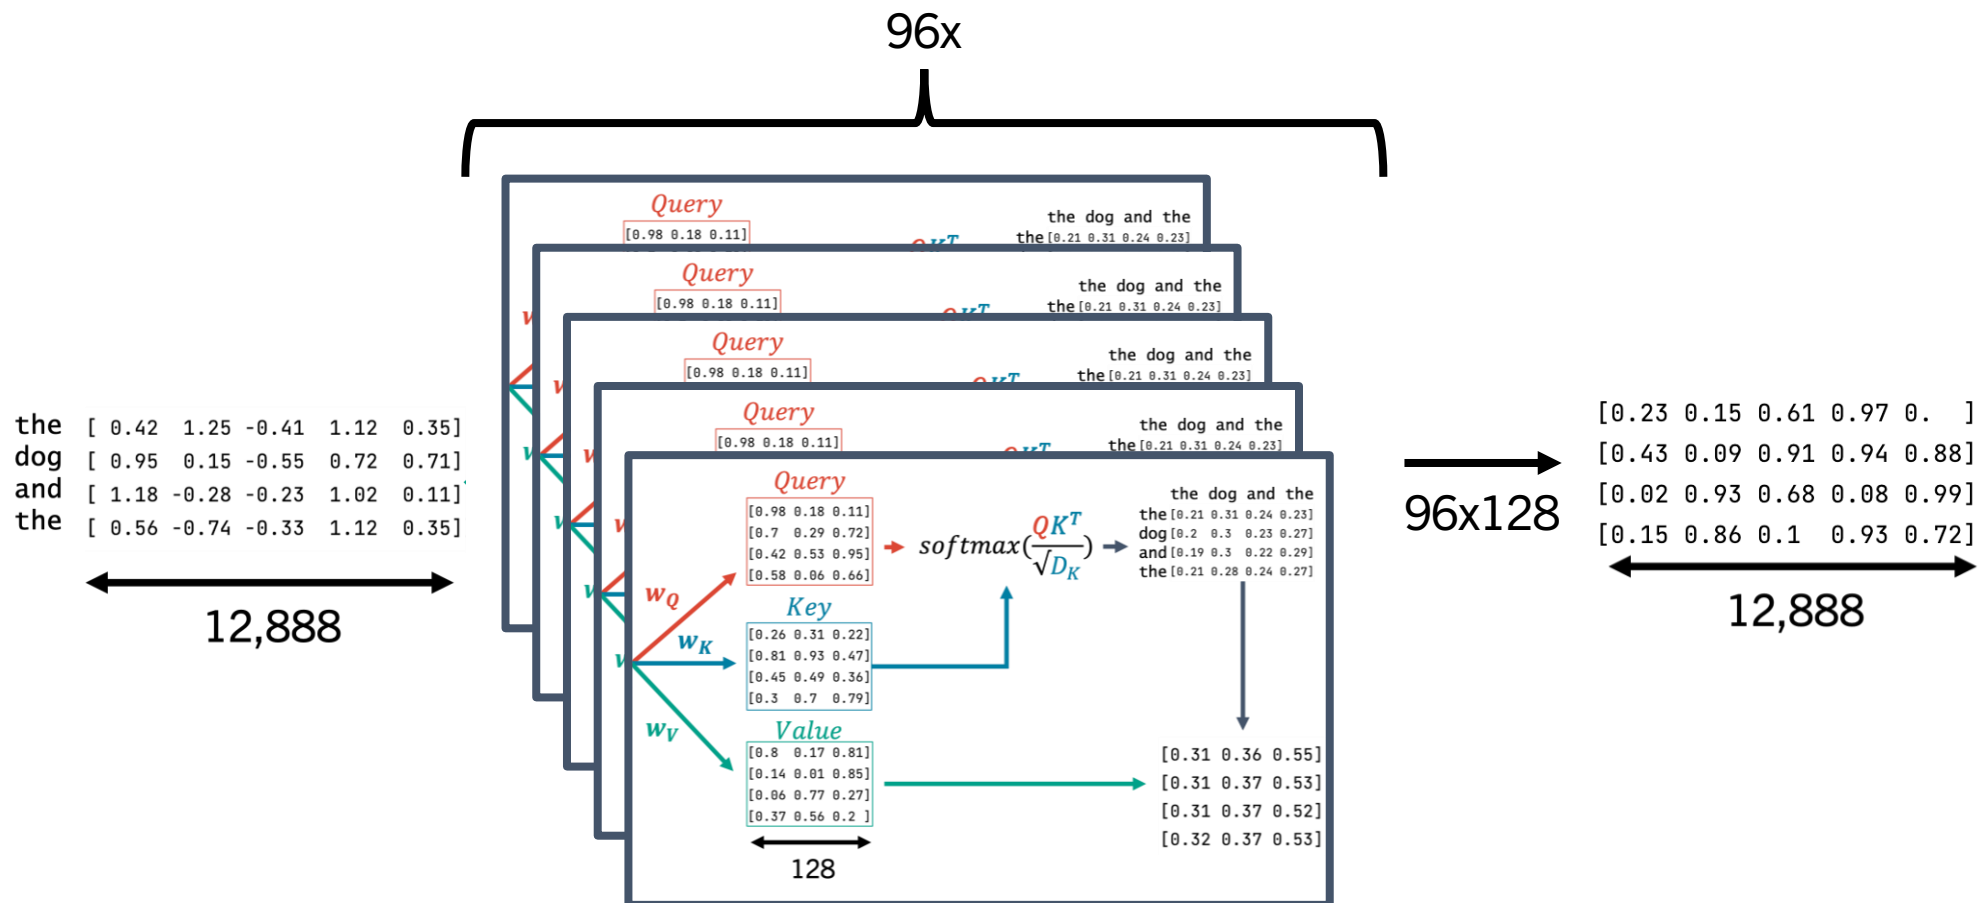 96x
Query
[0.98 0.18 0.11]
the dog and the
the [0.21 0.31 0.24 0.23]
QK^T
Query
[0.98 0.18 0.11]
the dog and the
the [0.21 0.31 0.24 0.23]
QK^T
Query
[0.98 0.18 0.11]
the dog and the
the [0.21 0.31 0.24 0.23]
QK^T
Query
[0.98 0.18 0.11]
the dog and the
the [0.21 0.31 0.24 0.23]
QK^T
the [ 0.42 1.25 -0.41 1.12 0.35]
dog [ 0.95 0.15 -0.55 0.72 0.71]
and [ 1.18 -0.28 -0.23 1.02 0.11]
the [ 0.56 -0.74 -0.33 1.12 0.35]
12,888
Query
[0.98 0.18 0.11]
[0.7 0.29 0.72]
[0.42 0.53 0.95]
[0.58 0.06 0.66]
w_Q
Key
w_K
[0.26 0.31 0.22]
[0.81 0.93 0.47]
[0.45 0.49 0.36]
[0.3 0.7 0.79]
w_V
Value
[0.8 0.17 0.81]
[0.14 0.01 0.85]
[0.06 0.77 0.27]
[0.37 0.56 0.2 ]
128
softmax(QK^T/√D_K)
the dog and the
the [0.21 0.31 0.24 0.23]
dog [0.2 0.3 0.23 0.27]
and [0.19 0.3 0.22 0.29]
the [0.21 0.28 0.24 0.27]
[0.31 0.36 0.55]
[0.31 0.37 0.53]
[0.31 0.37 0.52]
[0.32 0.37 0.53]
96x128
[0.23 0.15 0.61 0.97 0. ]
[0.43 0.09 0.91 0.94 0.88]
[0.02 0.93 0.68 0.08 0.99]
[0.15 0.86 0.1 0.93 0.72]
12,888